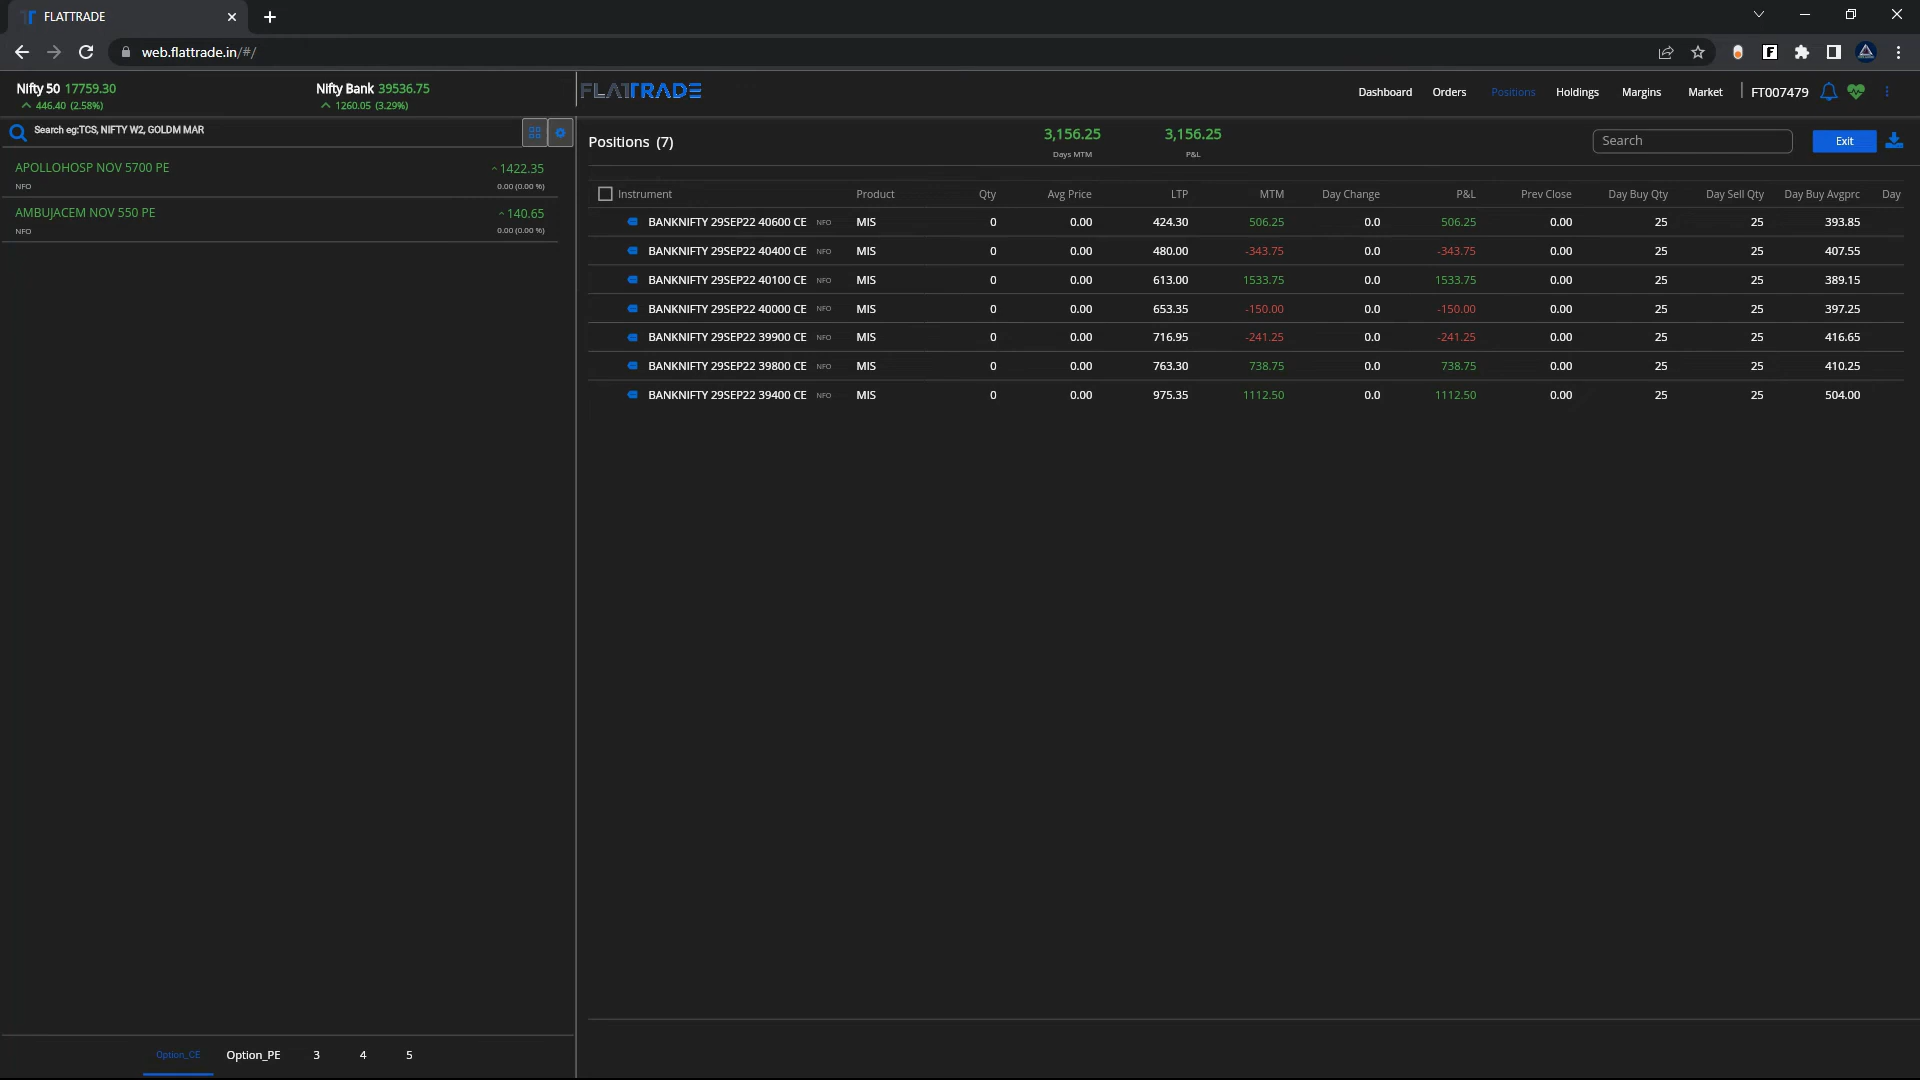 FLATTRADE
web.flattrade.in/#/
Nifty 50 17759.30
446.40 (2.58%)
Nifty Bank 39536.75
1260.05 (3.29%)
FLATTRADE
Dashboard Orders Positions Holdings Margins Market FT007479
Search eg:TCS, NIFTY W2, GOLDM MAR
APOLLOHOSP NOV 5700 PE 1422.35
NFO 0.00 (0.00 %)
AMBUJACEM NOV 550 PE 140.65
NFO 0.00 (0.00 %)
Option_CE Option_PE 3 4 5
Positions (7)
3,156.25 3,156.25
Days MTM P&L
Search
Exit
Instrument Product Qty Avg Price LTP MTM Day Change P&L Prev Close Day Buy Qty Day Sell Qty Day Buy Avgprc Day
BANKNIFTY 29SEP22 40600 CE NFO MIS 0 0.00 424.30 506.25 0.0 506.25 0.00 25 25 393.85
BANKNIFTY 29SEP22 40400 CE NFO MIS 0 0.00 480.00 -343.75 0.0 -343.75 0.00 25 25 407.55
BANKNIFTY 29SEP22 40100 CE NFO MIS 0 0.00 613.00 1533.75 0.0 1533.75 0.00 25 25 389.15
BANKNIFTY 29SEP22 40000 CE NFO MIS 0 0.00 653.35 -150.00 0.0 -150.00 0.00 25 25 397.25
BANKNIFTY 29SEP22 39900 CE NFO MIS 0 0.00 716.95 -241.25 0.0 -241.25 0.00 25 25 416.65
BANKNIFTY 29SEP22 39800 CE NFO MIS 0 0.00 763.30 738.75 0.0 738.75 0.00 25 25 410.25
BANKNIFTY 29SEP22 39400 CE NFO MIS 0 0.00 975.35 1112.50 0.0 1112.50 0.00 25 25 504.00